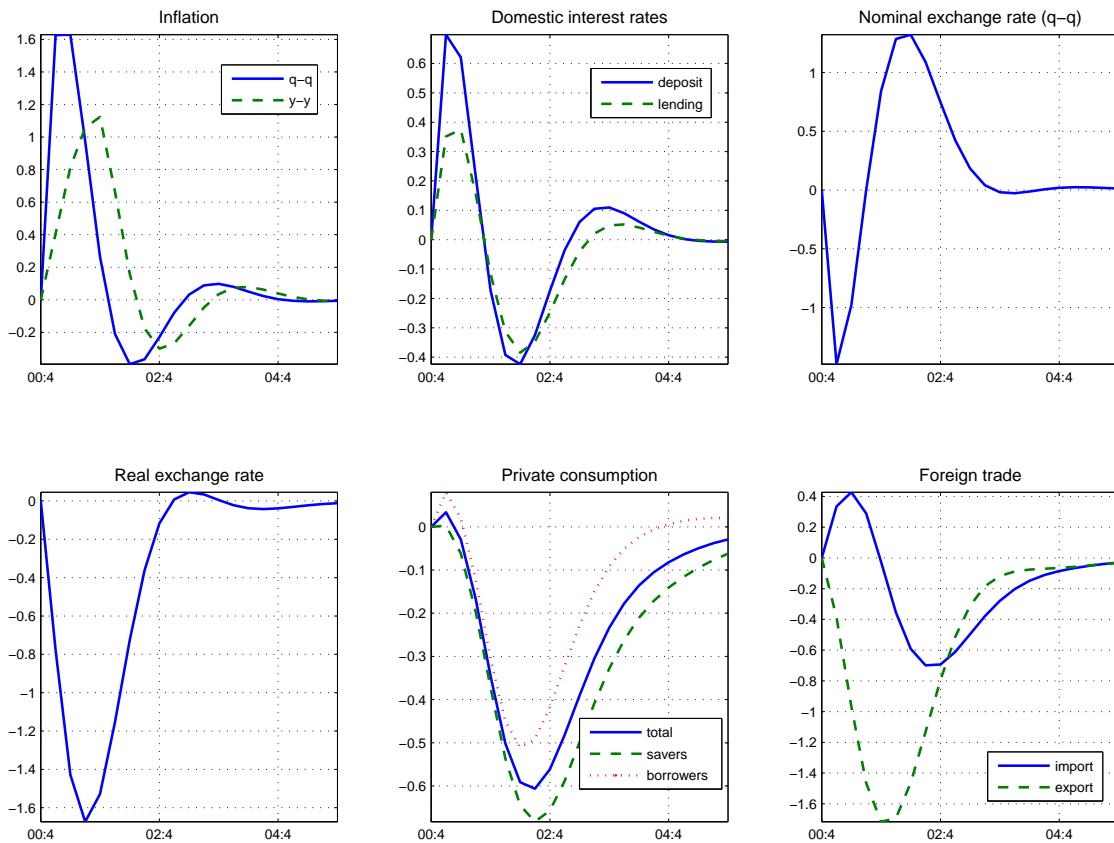 Inflation
1.6
1.4
1.2
1
0.8
0.6
0.4
0.2
0
−0.2
00:4 02:4 04:4
q−q
y−y
Domestic interest rates
0.6
0.5
0.4
0.3
0.2
0.1
0
−0.1
−0.2
−0.3
−0.4
00:4 02:4 04:4
deposit
lending
Nominal exchange rate (q−q)
1
0.5
0
−0.5
−1
00:4 02:4 04:4
Real exchange rate
0
−0.2
−0.4
−0.6
−0.8
−1
−1.2
−1.4
−1.6
00:4 02:4 04:4
Private consumption
0
−0.1
−0.2
−0.3
−0.4
−0.5
−0.6
00:4 02:4 04:4
total
savers
borrowers
Foreign trade
0.4
0.2
0
−0.2
−0.4
−0.6
−0.8
−1
−1.2
−1.4
−1.6
00:4 02:4 04:4
import
export